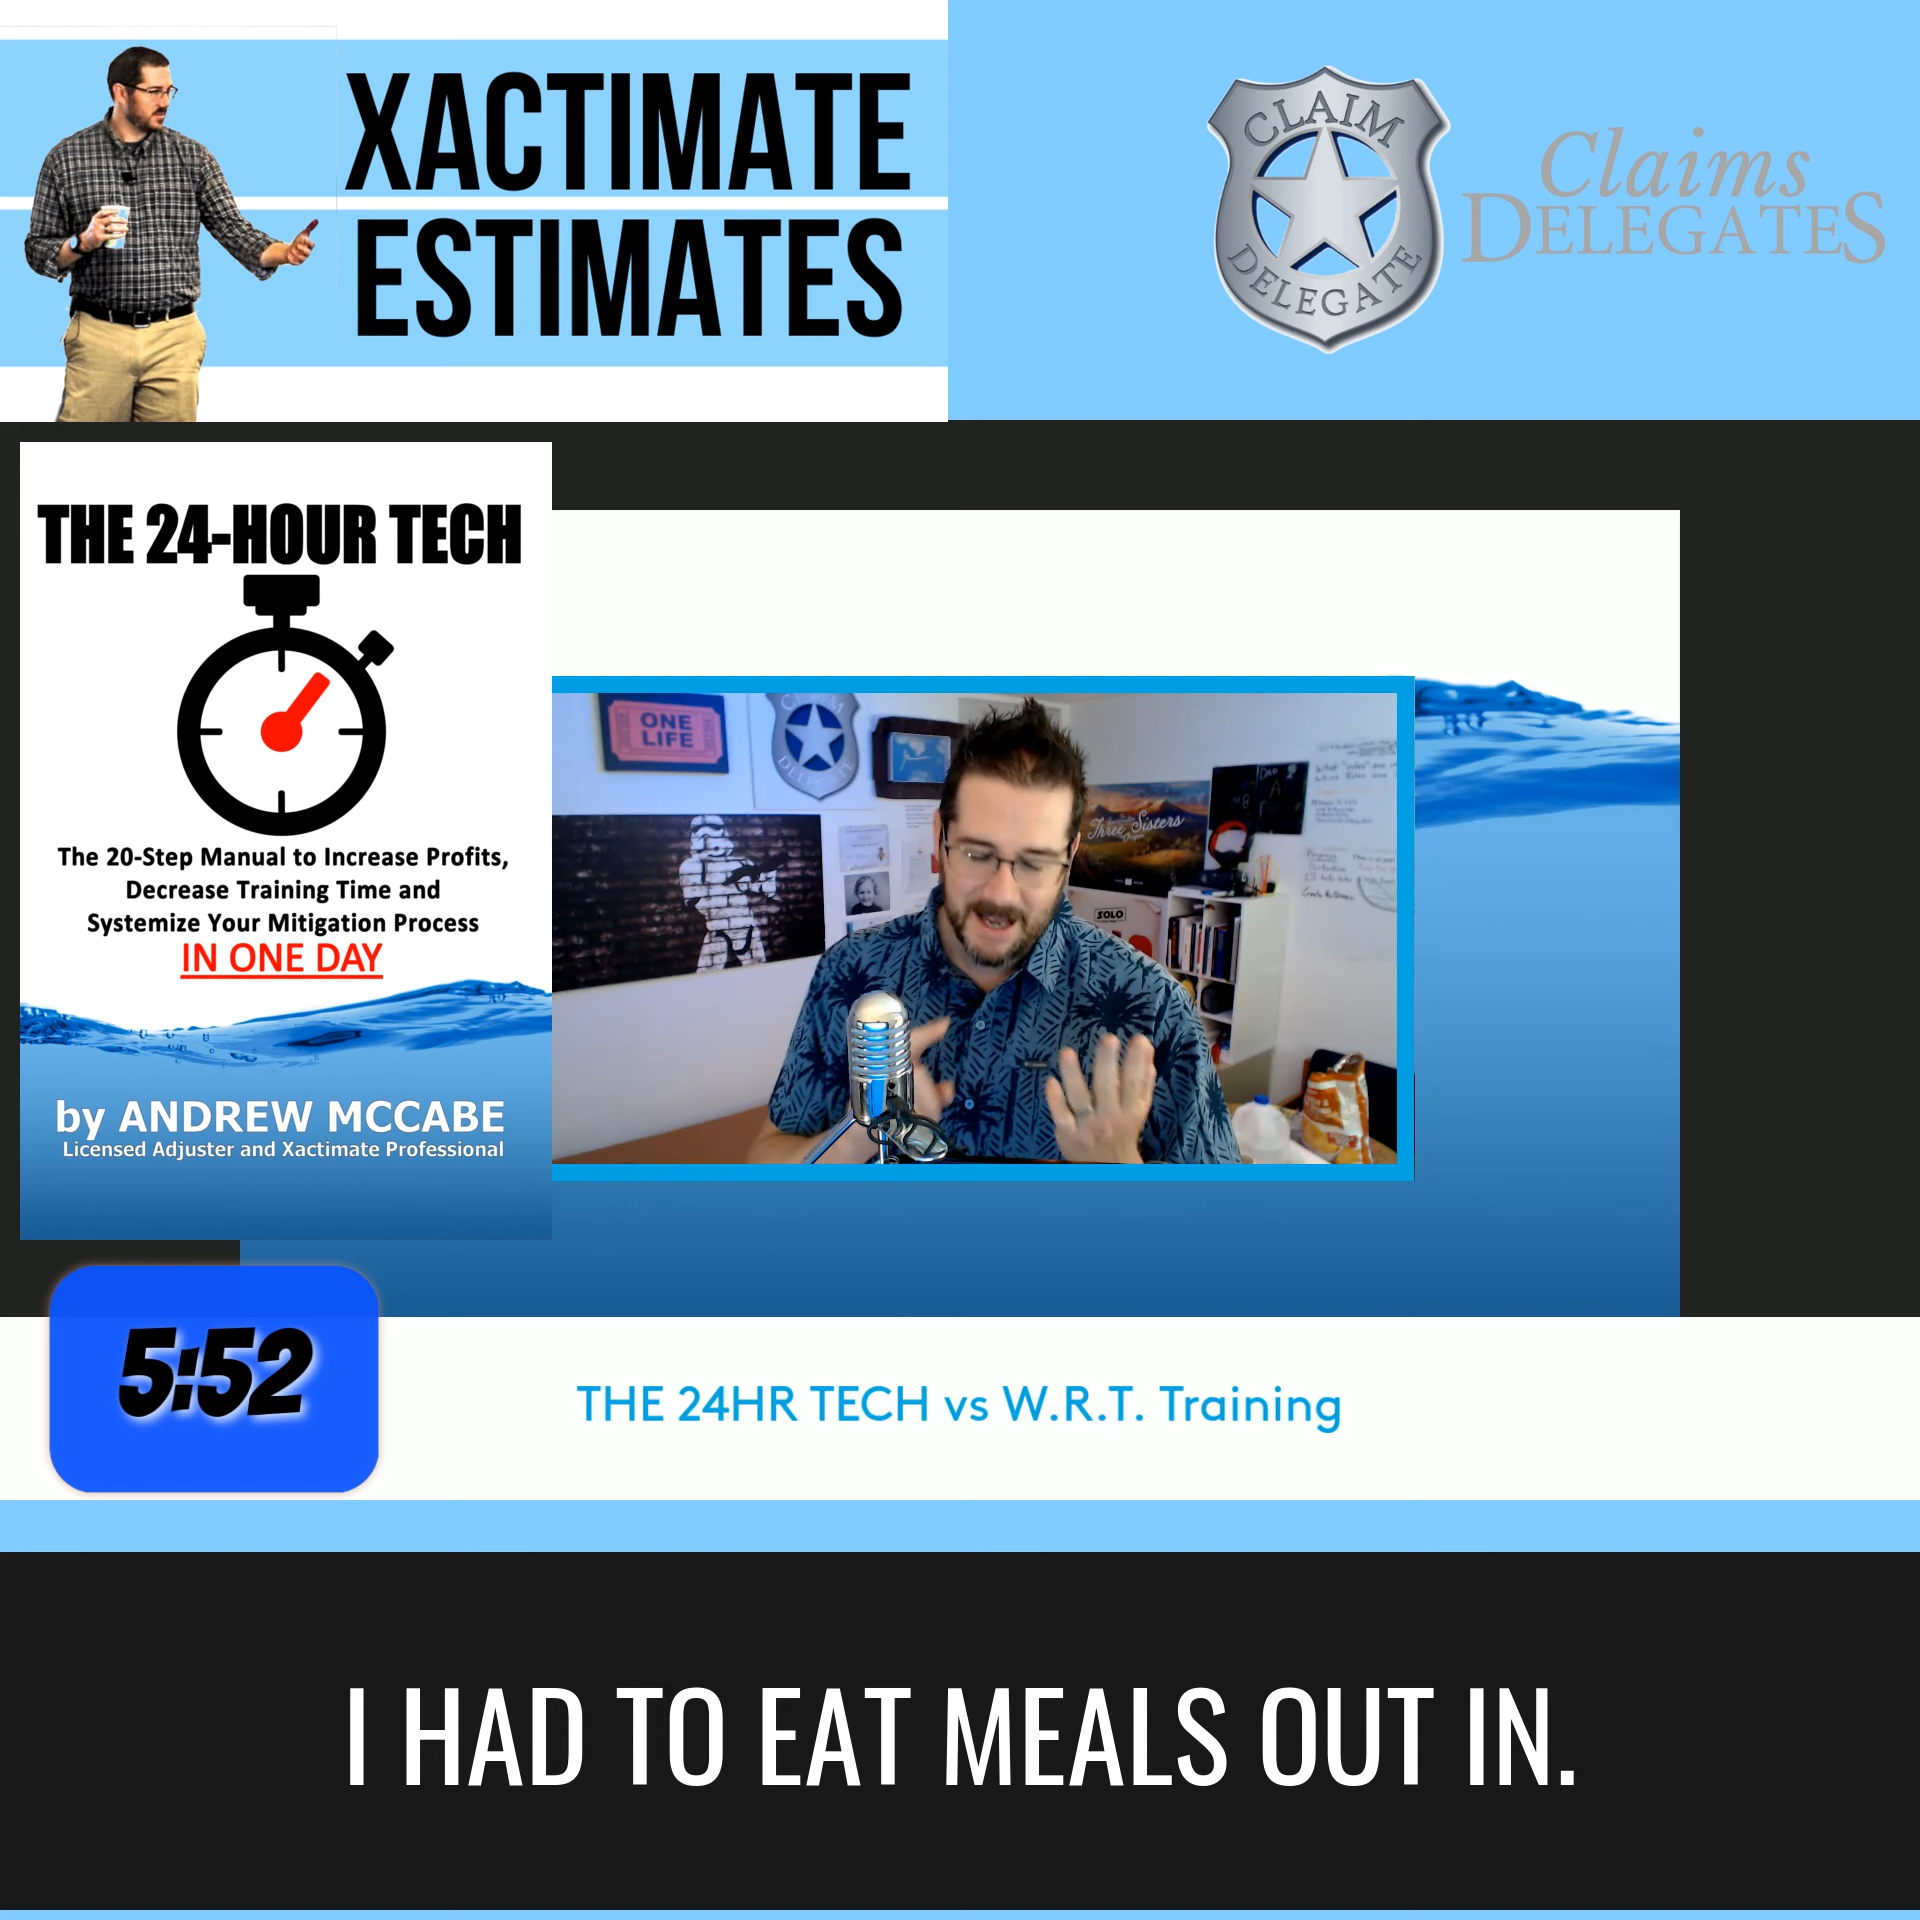 XACTIMATE
ESTIMATES
CLAIM
DELEGATE
Claims
DELEGATES
THE 24-HOUR TECH
The 20-Step Manual to Increase Profits,
Decrease Training Time and
Systemize Your Mitigation Process
IN ONE DAY
by ANDREW MCCABE
Licensed Adjuster and Xactimate Professional
ONE
LIFE
CLAIM
DELEGATE
Three Sisters
SOLO
5:52
THE 24HR TECH vs W.R.T. Training
I HAD TO EAT MEALS OUT IN.